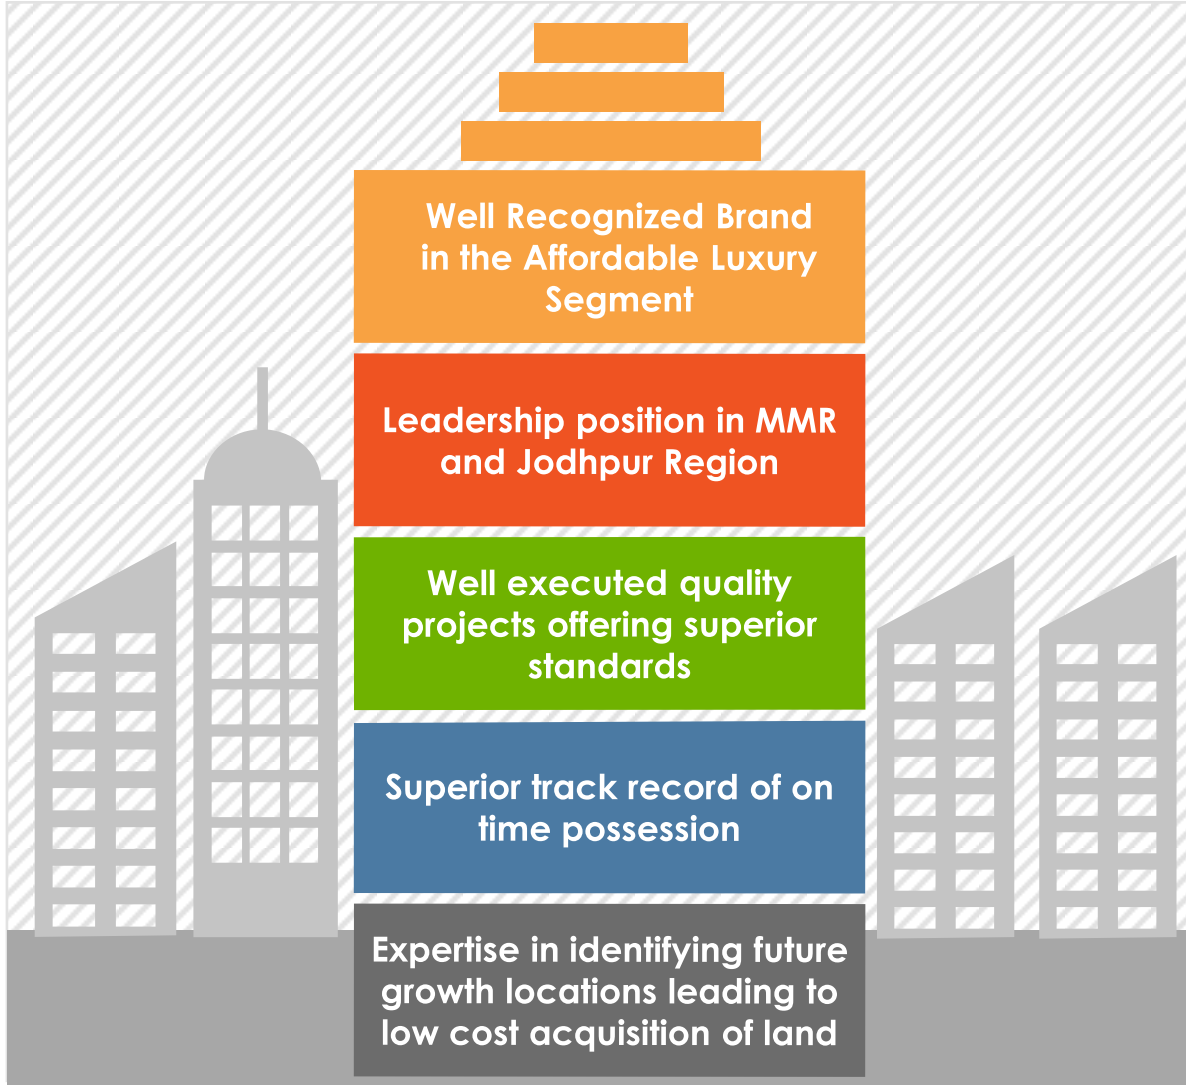 Well Recognized Brand
in the Affordable Luxury
Segment
Leadership position in MMR
and Jodhpur Region
Well executed quality
projects offering superior
standards
Superior track record of on
time possession
Expertise in identifying future
growth locations leading to
low cost acquisition of land